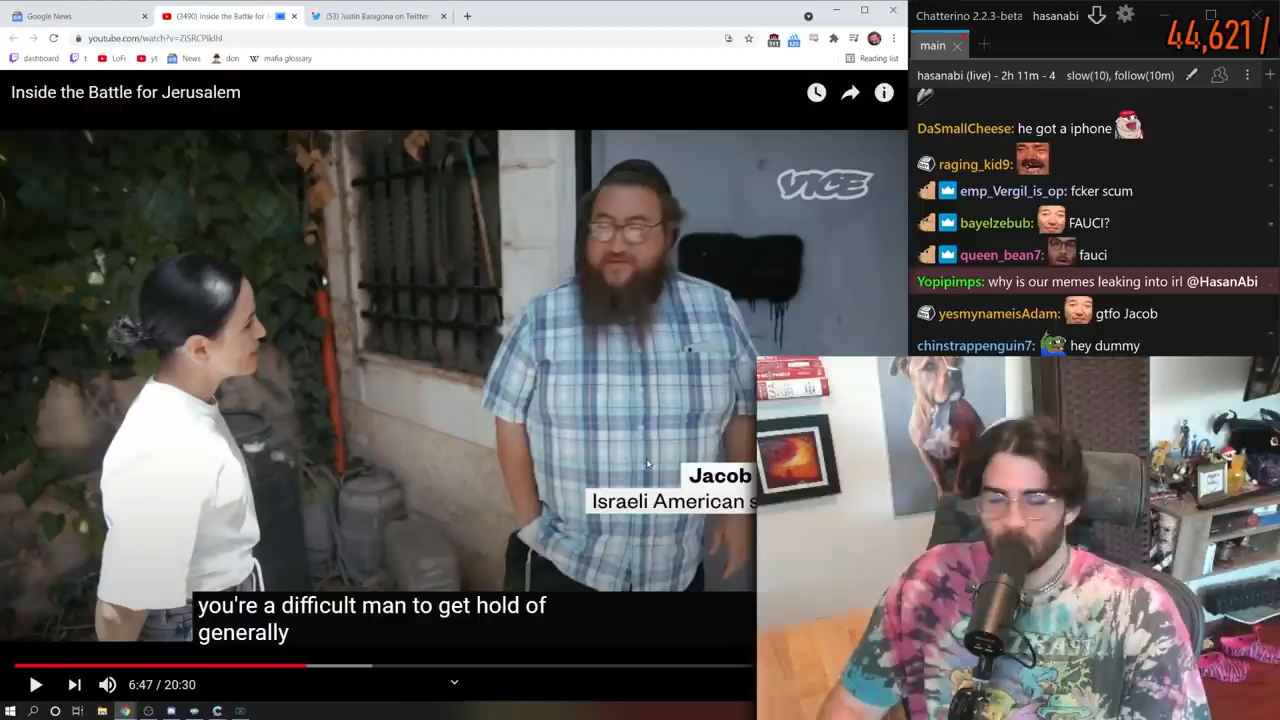 Google News
(3490) Inside the Battle for J
(53) Justin Baragona on Twitter
youtube.com/watch?v=ZISRCPikIhI
dashboard
t
LoFi
yt
News
don
mafia glossary
Reading list
Inside the Battle for Jerusalem
VICE
Jacob
Israeli American s
you're a difficult man to get hold of
generally
6:47 / 20:30
Chatterino 2.2.3-beta
hasanabi
44,621 /
main
hasanabi (live) - 2h 11m - 4
slow(10), follow(10m)
DaSmallCheese: he got a iphone
raging_kid9:
emp_Vergil_is_op: fcker scum
bayelzebub: FAUCI?
queen_bean7: fauci
Yopipimps: why is our memes leaking into irl @HasanAbi
yesmynameisAdam: gtfo Jacob
chinstrappenguin7: hey dummy